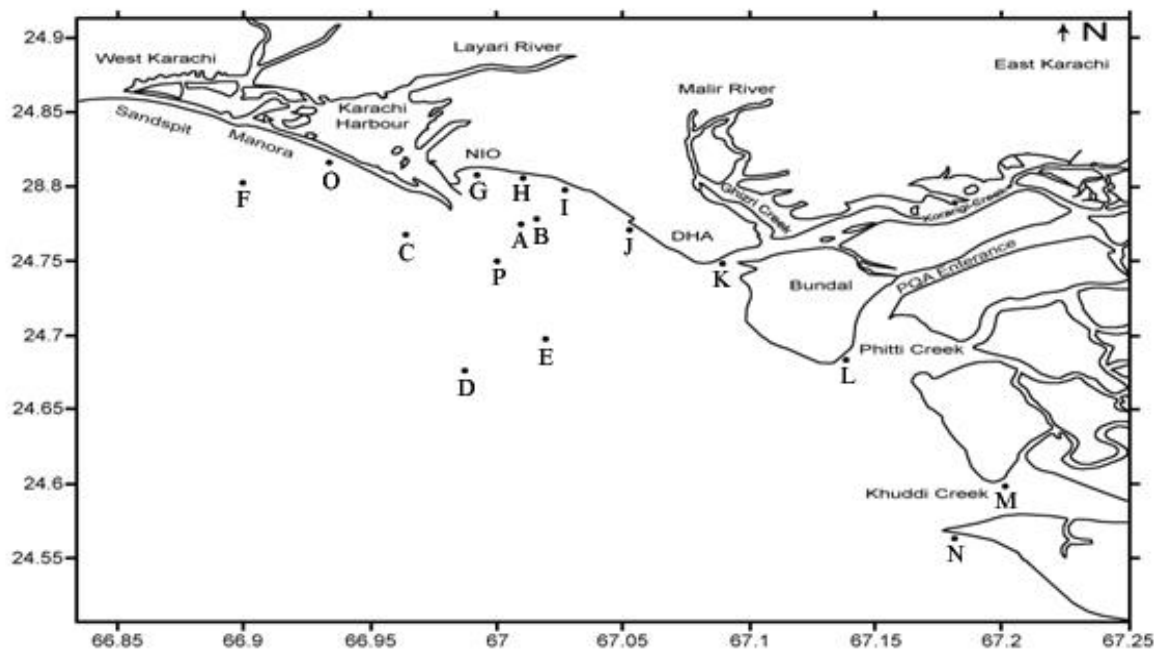 24.9
24.85
28.8
24.75
24.7
24.65
24.6
24.55
N
West Karachi
Layari River
East Karachi
Malir River
Karachi
Harbour
Sandspit
Manora
NIO
O
F
G
H
I
Ghizri Creek
Korangi Creek
A
B
C
J
DHA
P
K
PQA Enterance
Bundal
E
Phitti Creek
D
L
Khuddi Creek
M
N
66.85
66.9
66.95
67
67.05
67.1
67.15
67.2
67.25